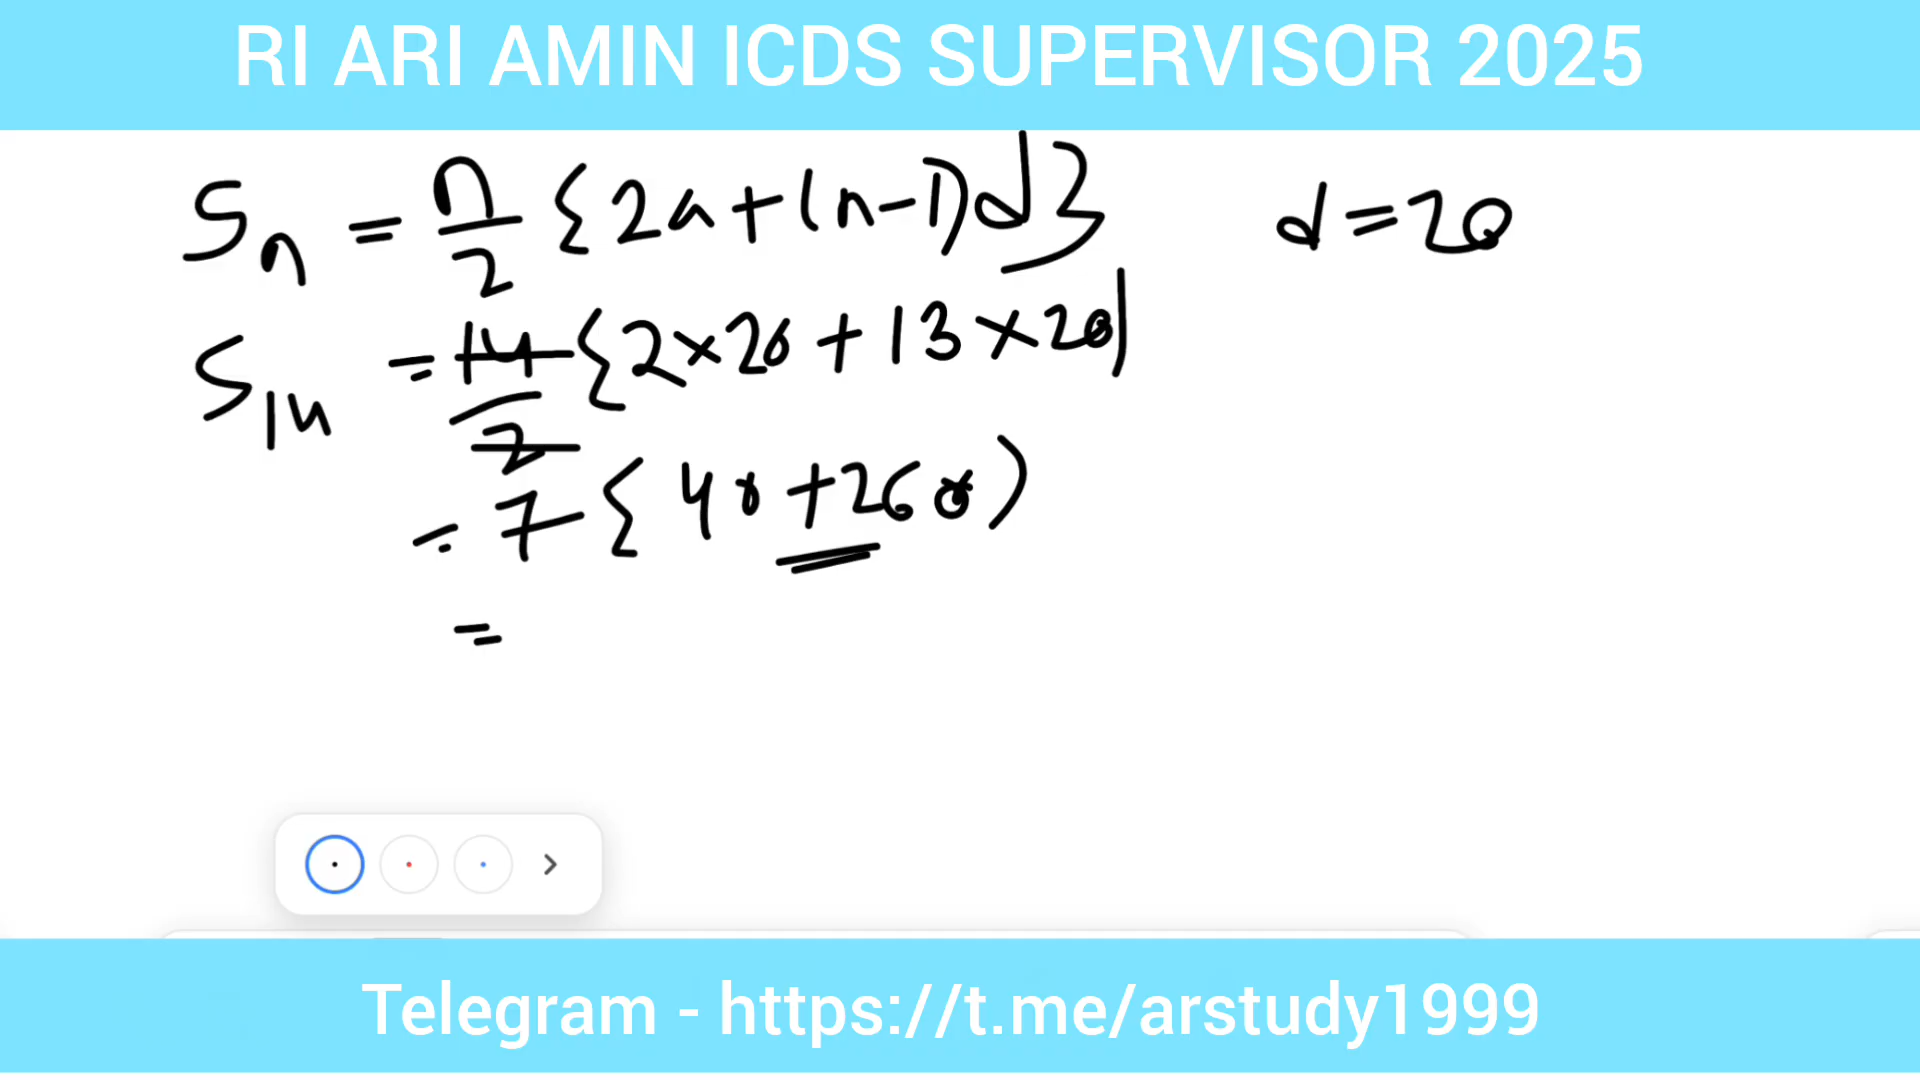 RI ARI AMIN ICDS SUPERVISOR 2025
Sn = n/2 {2a+(n-1)d} d=20
S14 = 14/2 {2×20+13×20}
= 7 {40+260)
=
Telegram - https://t.me/arstudy1999